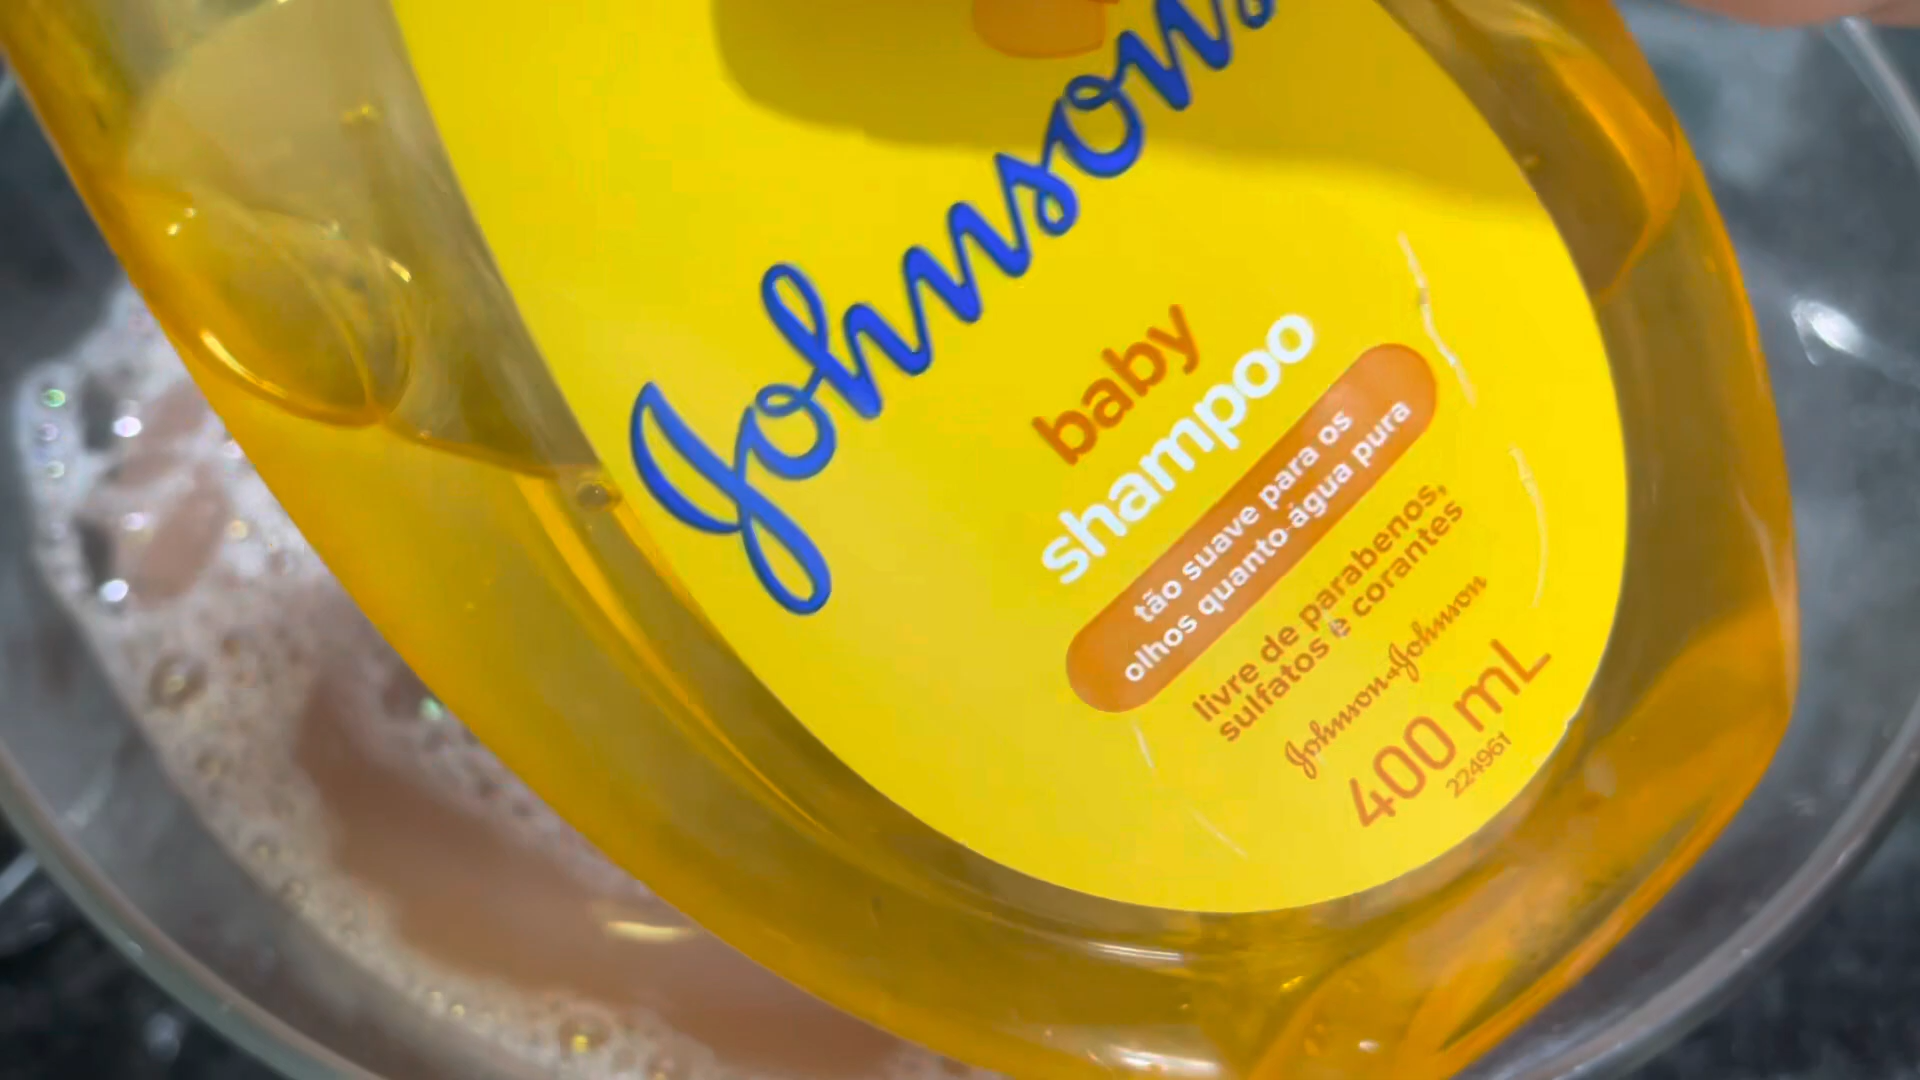 Johnson's
baby
shampoo
tão suave para os
olhos quanto água pura
livre de parabenos,
sulfatos e corantes
Johnson & Johnson
400 mL
224961